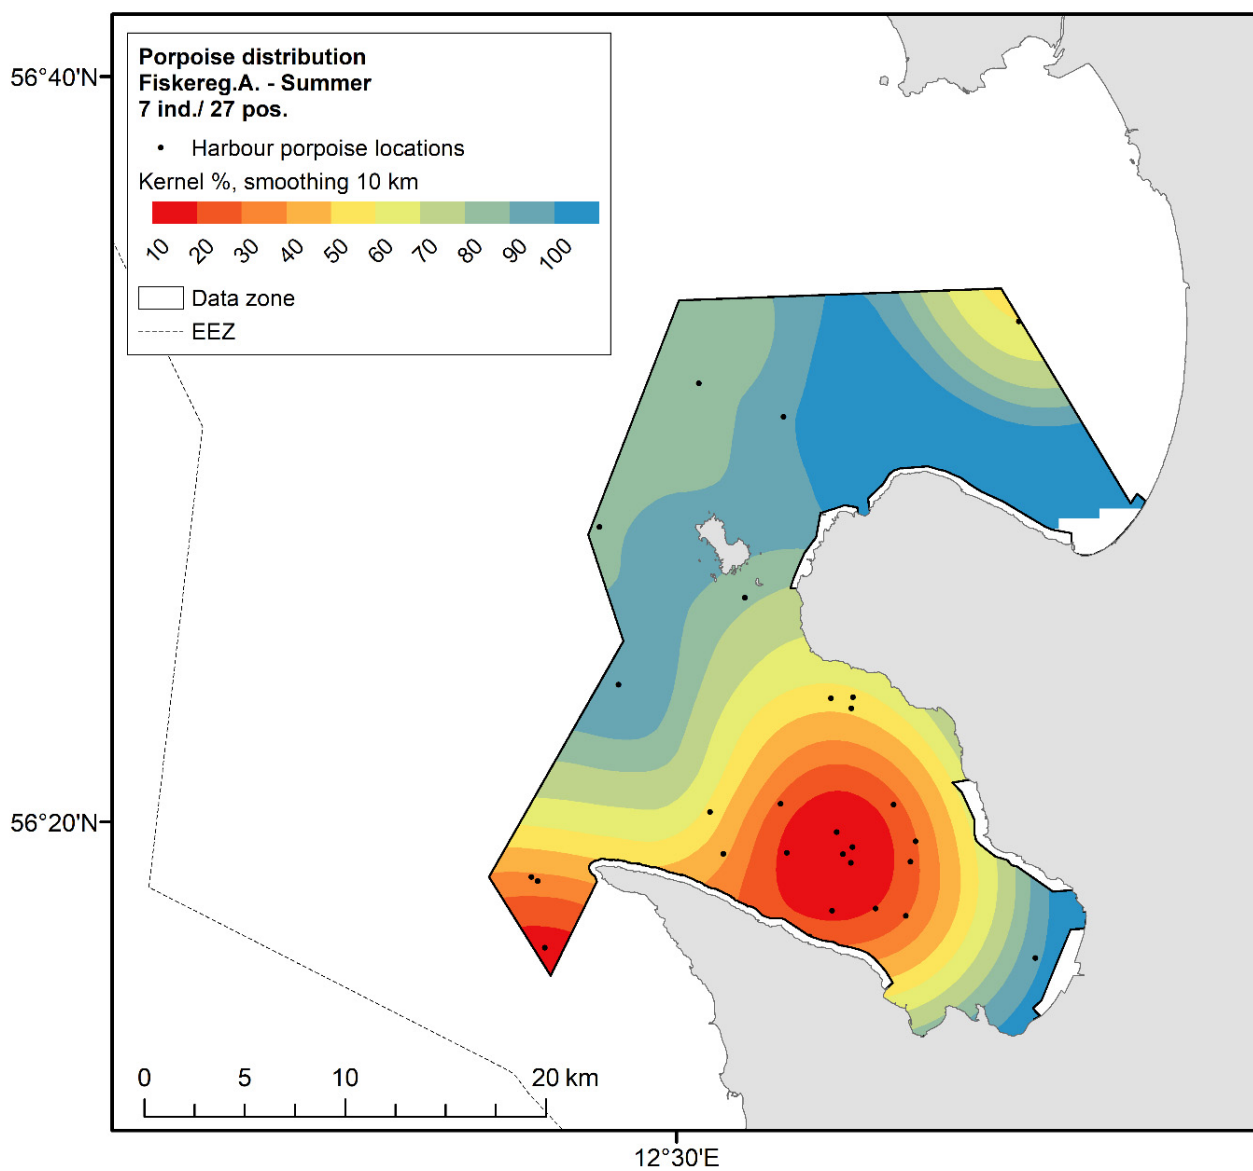 56°40'N
Porpoise distribution
Fiskereg.A. - Summer
7 ind./ 27 pos.
Harbour porpoise locations
Kernel %, smoothing 10 km
10 20 30 40 50 60 70 80 90 100
Data zone
EEZ
56°20'N
0 5 10 20 km
12°30'E